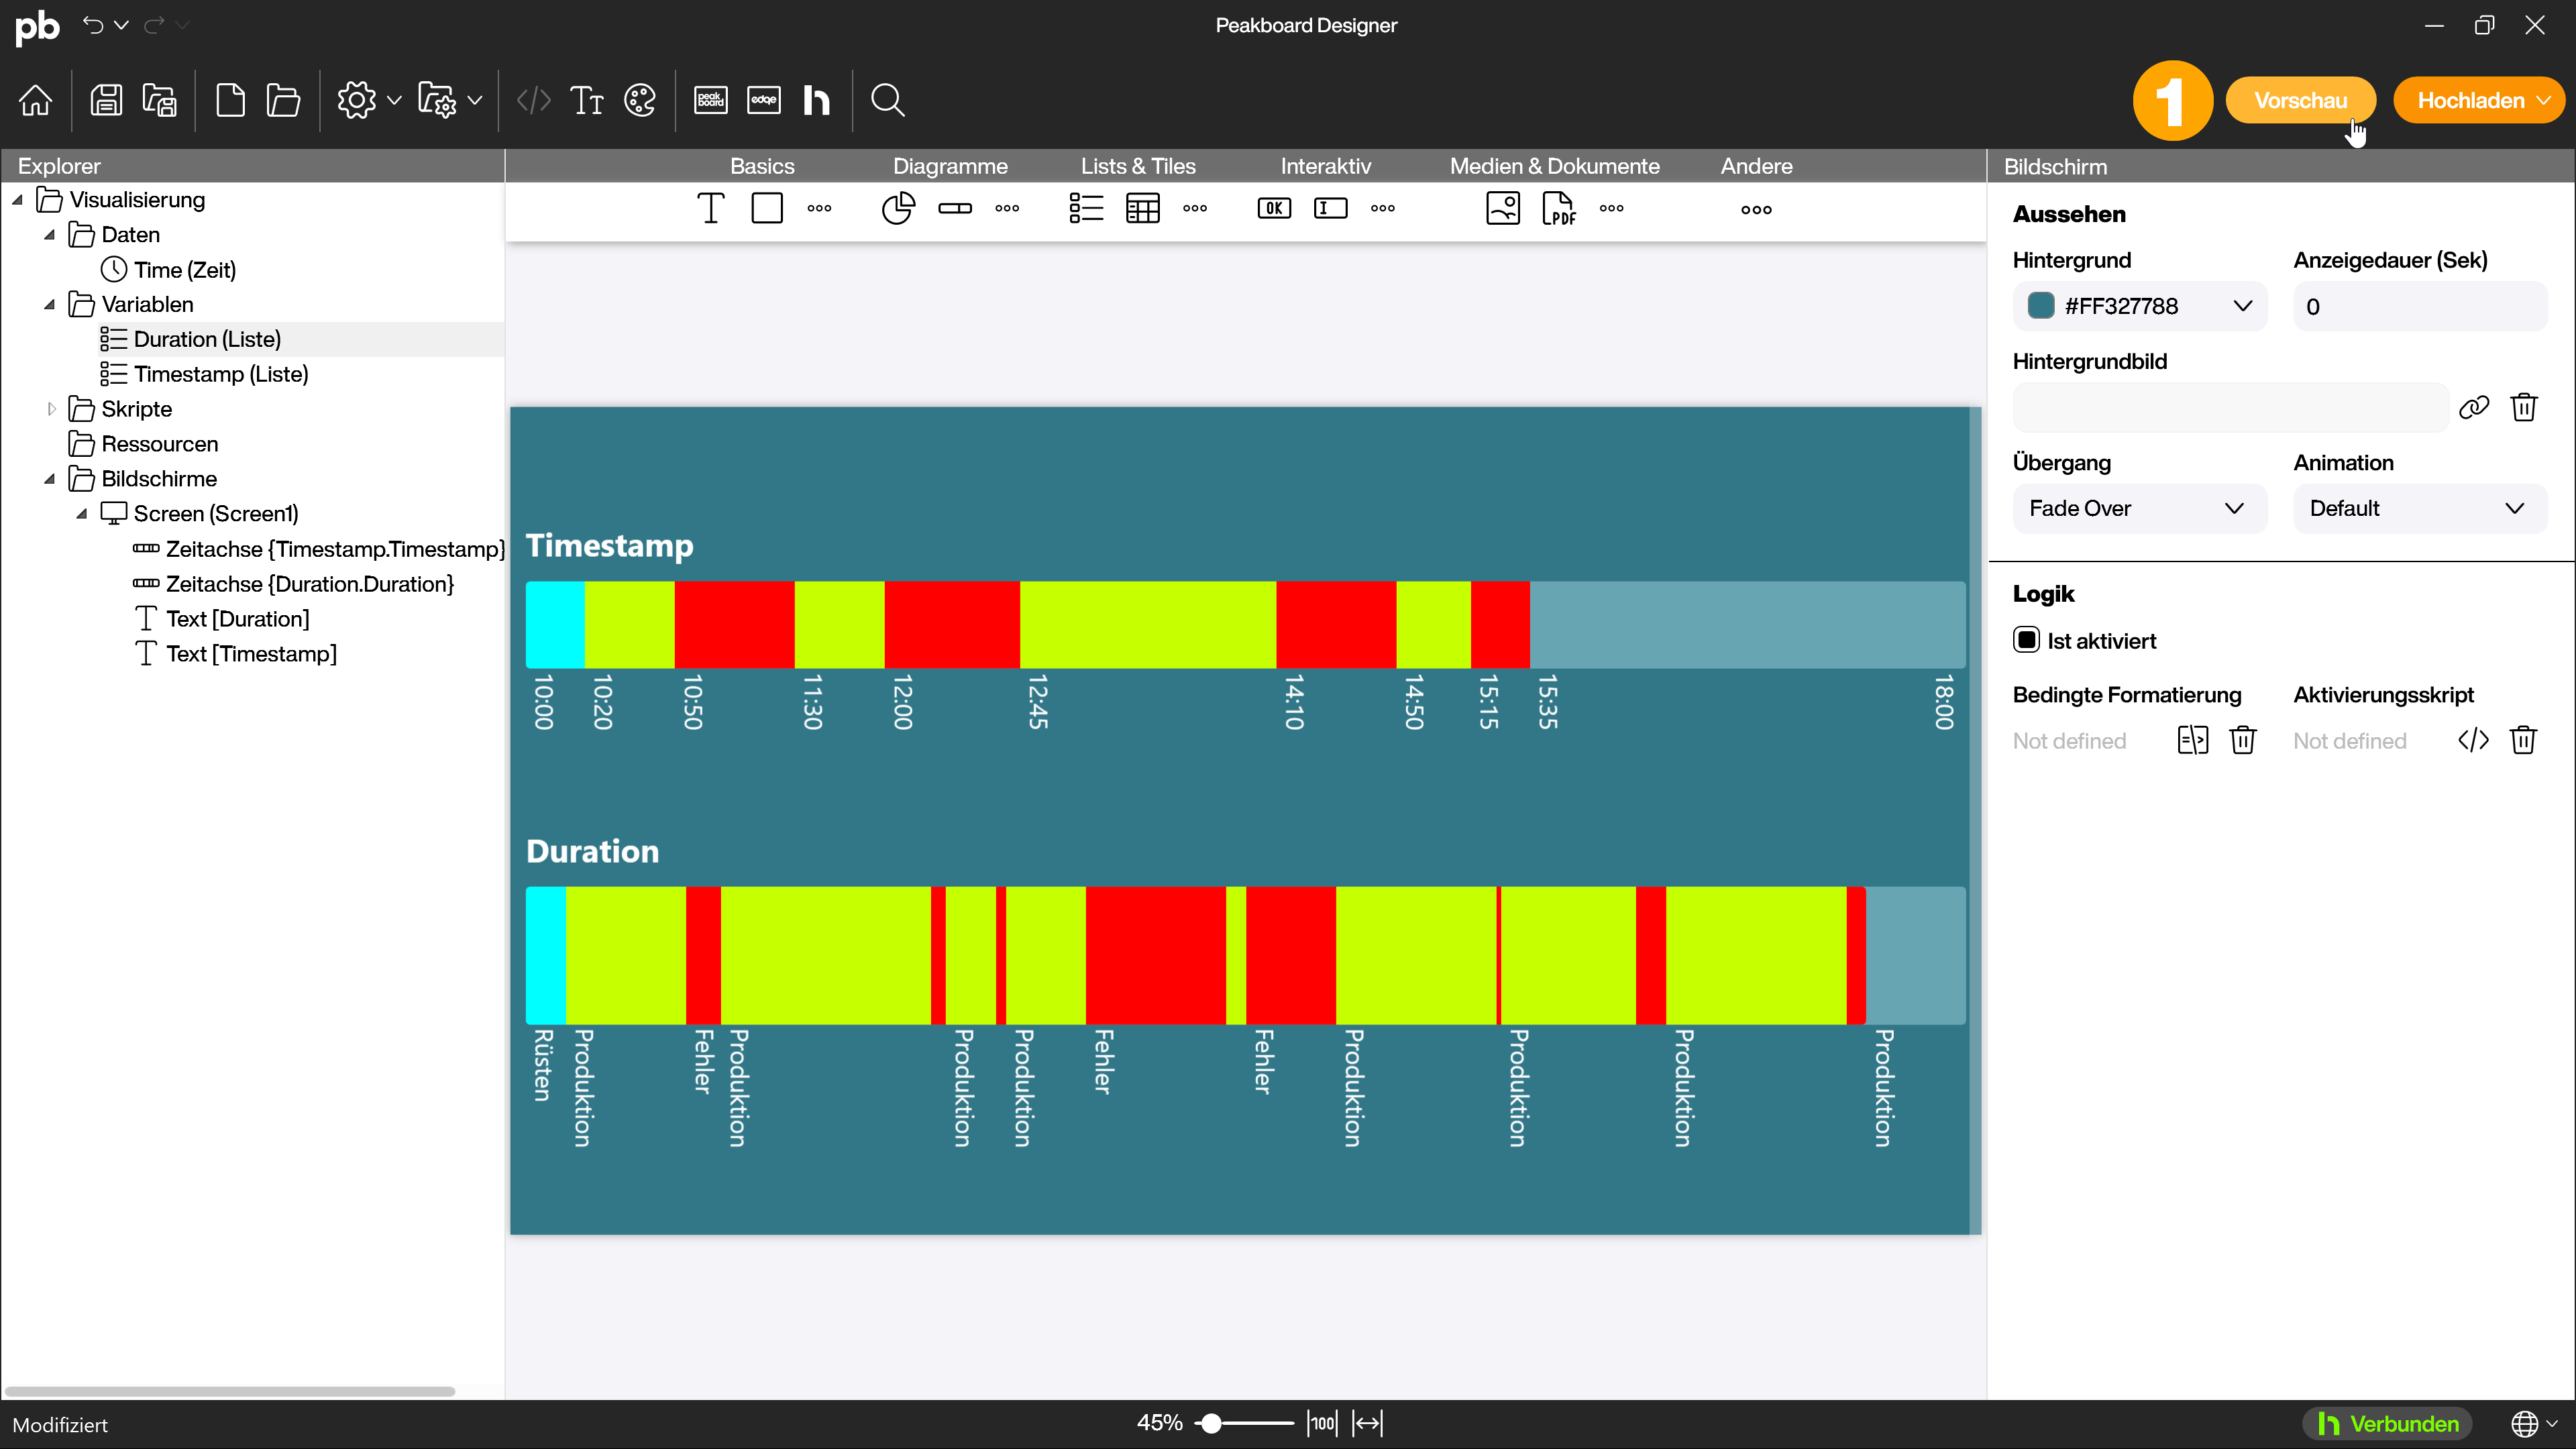 pb
Peakboard Designer
peak
board
edge
h
1
Vorschau
Hochladen
Explorer
Basics
Diagramme
Lists & Tiles
Interaktiv
Medien & Dokumente
Andere
Bildschirm
OK
I
PDF
Visualisierung
Daten
Time (Zeit)
Variablen
Duration (Liste)
Timestamp (Liste)
Skripte
Ressourcen
Bildschirme
Screen (Screen1)
Zeitachse {Timestamp.Timestamp}
Zeitachse {Duration.Duration}
Text [Duration]
Text [Timestamp]
Timestamp
10:00
10:20
10:50
11:30
12:00
12:45
14:10
14:50
15:15
15:35
18:00
Duration
Rüsten
Produktion
Fehler
Produktion
Produktion
Produktion
Fehler
Fehler
Produktion
Produktion
Produktion
Produktion
Aussehen
Hintergrund
Anzeigedauer (Sek)
#FF327788
0
Hintergrundbild
Übergang
Animation
Fade Over
Default
Logik
Ist aktiviert
Bedingte Formatierung
Aktivierungsskript
Not defined
Not defined
Modifiziert
45%
100
h Verbunden